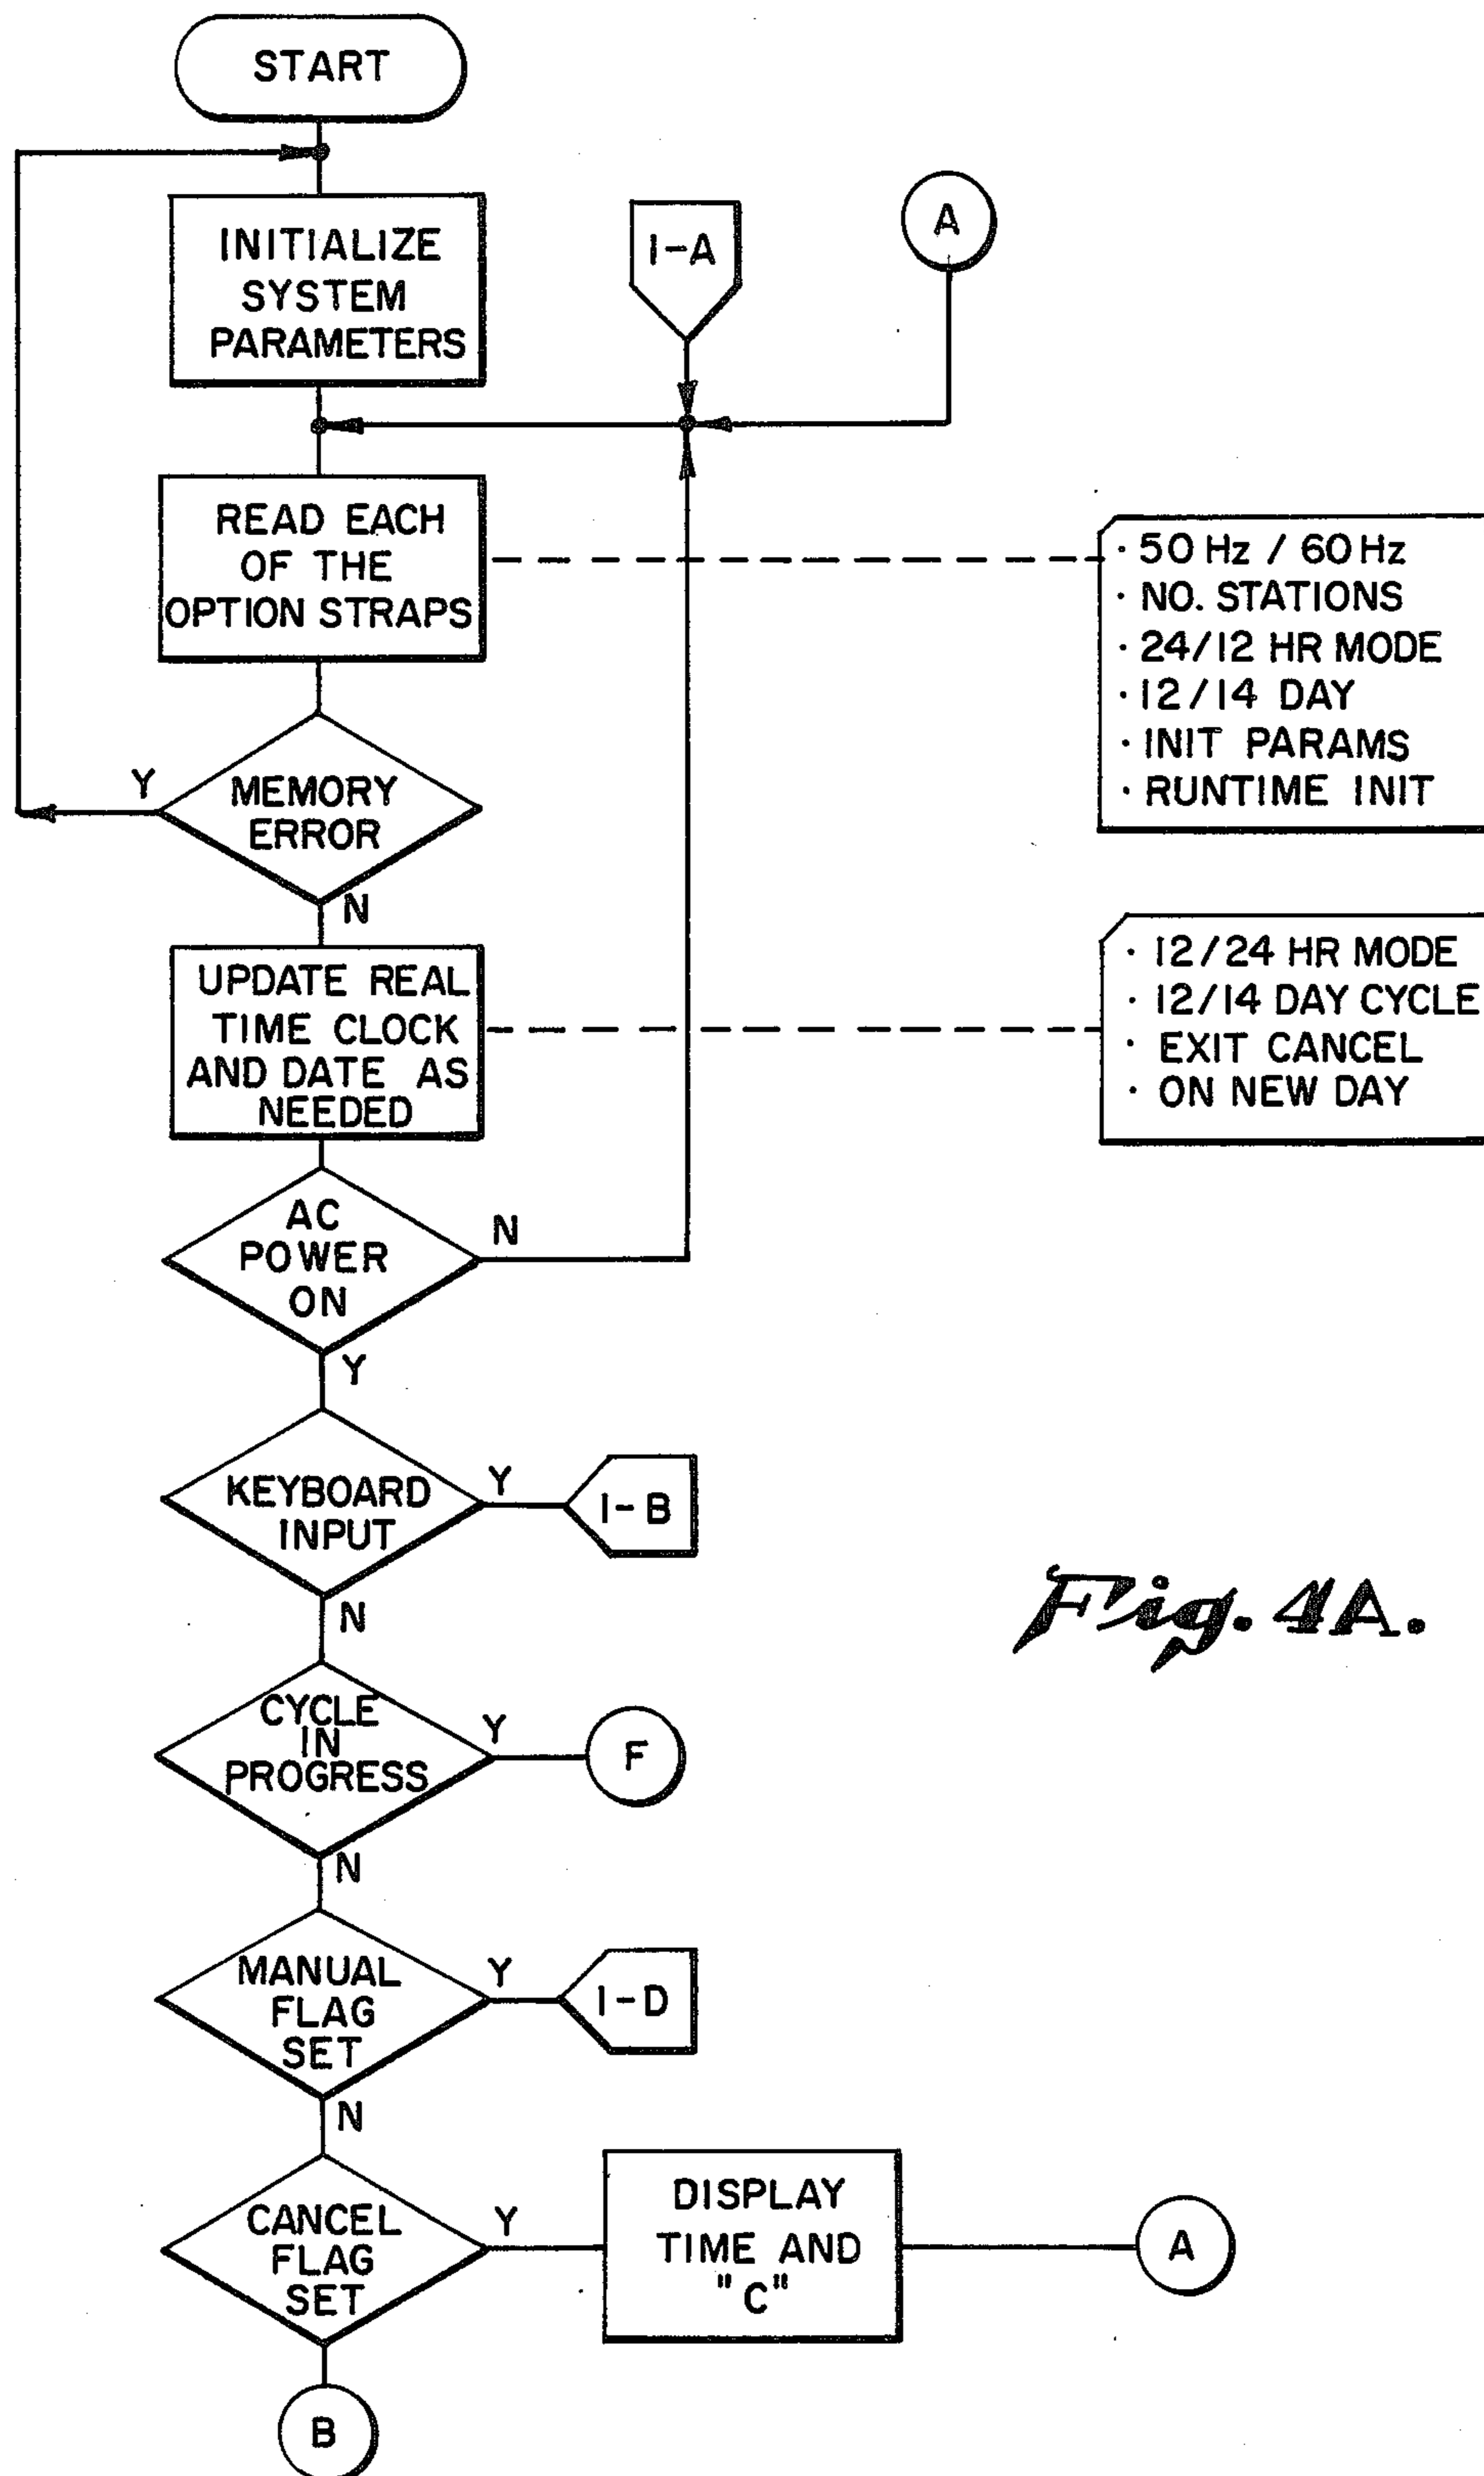 START
INITIALIZE
SYSTEM
PARAMETERS
1-A
A
READ EACH
OF THE
OPTION STRAPS
· 50 Hz / 60 Hz
· NO. STATIONS
· 24/12 HR MODE
· 12/14 DAY
· INIT PARAMS
· RUNTIME INIT
Y
MEMORY
ERROR
N
UPDATE REAL
TIME CLOCK
AND DATE AS
NEEDED
· 12/24 HR MODE
· 12/14 DAY CYCLE
· EXIT CANCEL
· ON NEW DAY
AC
POWER
ON
N
Y
KEYBOARD
INPUT
Y
1-B
N
Fig. 4A.
CYCLE
IN
PROGRESS
Y
F
N
MANUAL
FLAG
SET
Y
1-D
N
CANCEL
FLAG
SET
Y
DISPLAY
TIME AND
"C"
A
B